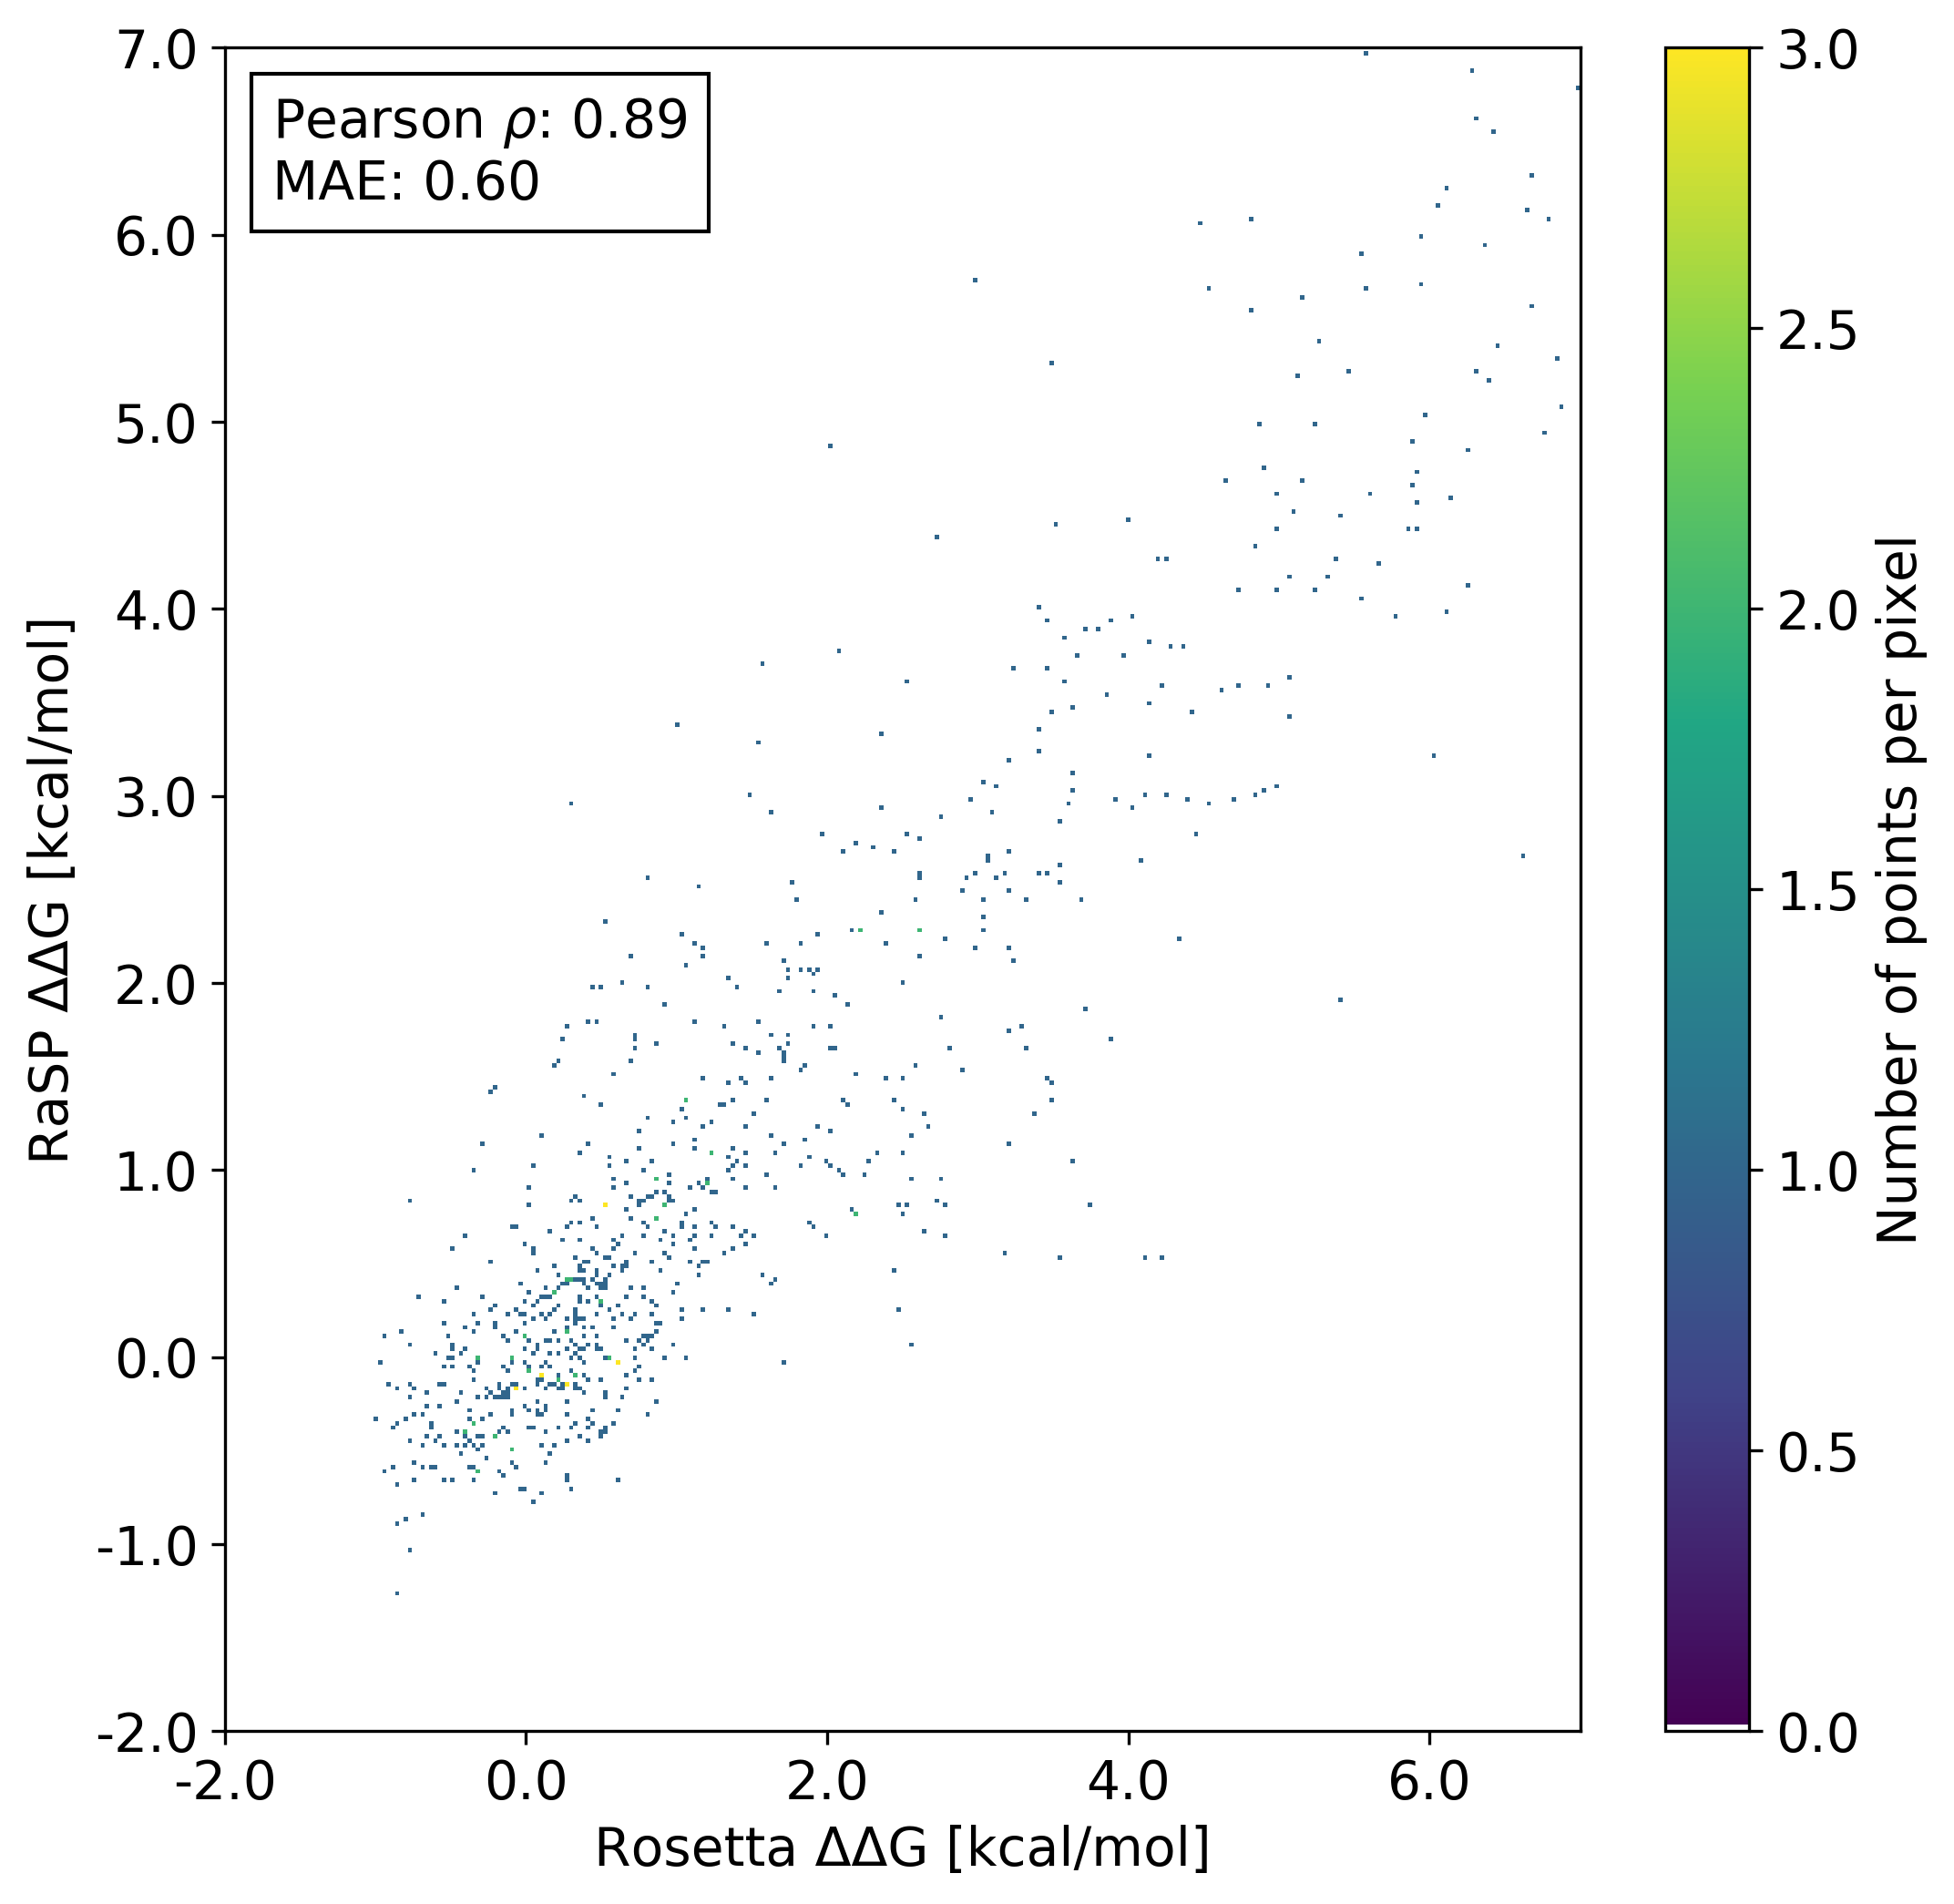 Pearson ρ: 0.89
MAE: 0.60
7.0
6.0
5.0
4.0
3.0
2.0
1.0
0.0
-1.0
-2.0
RaSP ΔΔG [kcal/mol]
-2.0 0.0 2.0 4.0 6.0
Rosetta ΔΔG [kcal/mol]
3.0
2.5
2.0
1.5
1.0
0.5
0.0
Number of points per pixel